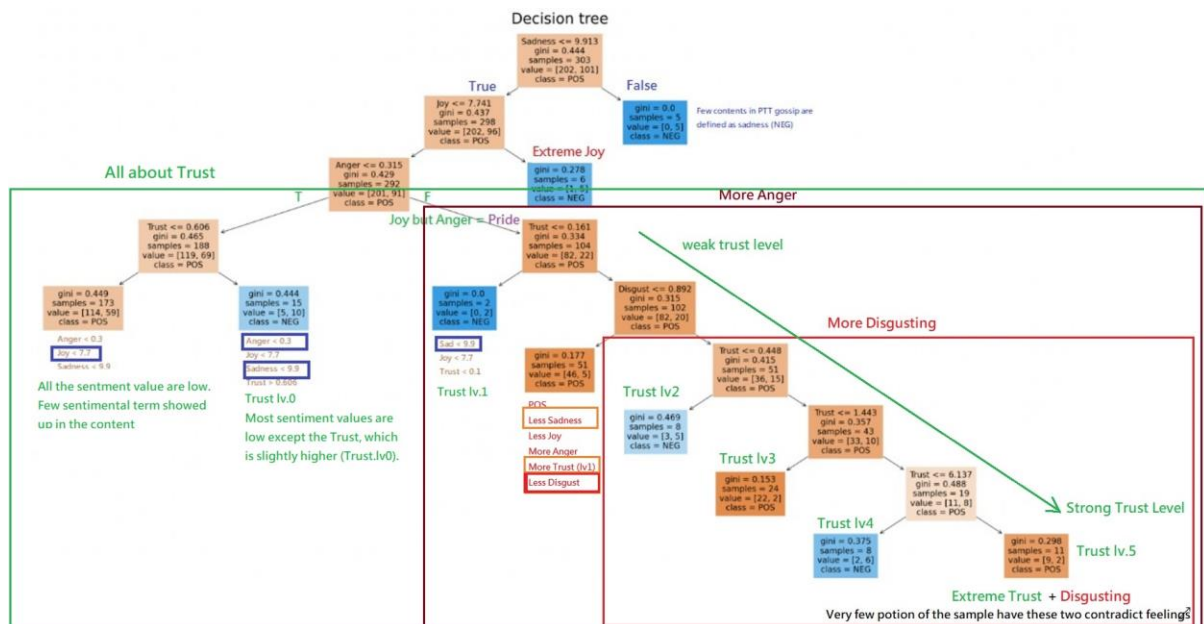 Decision tree
Sadness <= 9.913
gini = 0.444
samples = 303
value = [202, 101]
class = POS
True
False
Joy <= 7.741
gini = 0.437
samples = 298
value = [202, 96]
class = POS
gini = 0.0
samples = 5
value = [0, 5]
class = NEG
Few contents in PTT gossip are
defined as sadness (NEG)
Extreme Joy
All about Trust
Anger <= 0.315
gini = 0.429
samples = 292
value = [201, 91]
class = POS
gini = 0.278
samples = 6
value = [1, 5]
class = NEG
T
F
More Anger
Joy but Anger = Pride
Trust <= 0.606
gini = 0.465
samples = 188
value = [119, 69]
class = POS
Trust <= 0.161
gini = 0.334
samples = 104
value = [82, 22]
class = POS
weak trust level
gini = 0.449
samples = 173
value = [114, 59]
class = POS
gini = 0.444
samples = 15
value = [5, 10]
class = NEG
gini = 0.0
samples = 2
value = [0, 2]
class = NEG
Disgust <= 0.892
gini = 0.315
samples = 102
value = [82, 20]
class = POS
More Disgusting
Anger < 0.3
Joy < 7.7
Sadness < 9.9
All the sentment value are low.
Few sentimental term showed
up in the content
Anger < 0.3
Joy < 7.7
Sadness < 9.9
Trust > 0.606
Trust lv.0
Most sentiment values are
low except the Trust, which
is slightly higher (Trust.lv0).
Sad < 9.9
Joy < 7.7
Trust < 0.1
Trust lv.1
gini = 0.177
samples = 51
value = [46, 5]
class = POS
POS
Less Sadness
Less Joy
More Anger
More Trust (lv1)
Less Disgust
Trust <= 0.448
gini = 0.415
samples = 51
value = [36, 15]
class = POS
Trust lv2
gini = 0.469
samples = 8
value = [3, 5]
class = NEG
Trust <= 1.443
gini = 0.357
samples = 43
value = [33, 10]
class = POS
Trust lv3
gini = 0.153
samples = 24
value = [22, 2]
class = POS
Trust <= 6.137
gini = 0.488
samples = 19
value = [11, 8]
class = POS
Strong Trust Level
Trust lv4
gini = 0.375
samples = 8
value = [2, 6]
class = NEG
gini = 0.298
samples = 11
value = [9, 2]
class = POS
Trust lv.5
Extreme Trust + Disgusting
Very few potion of the sample have these two contradict feelings